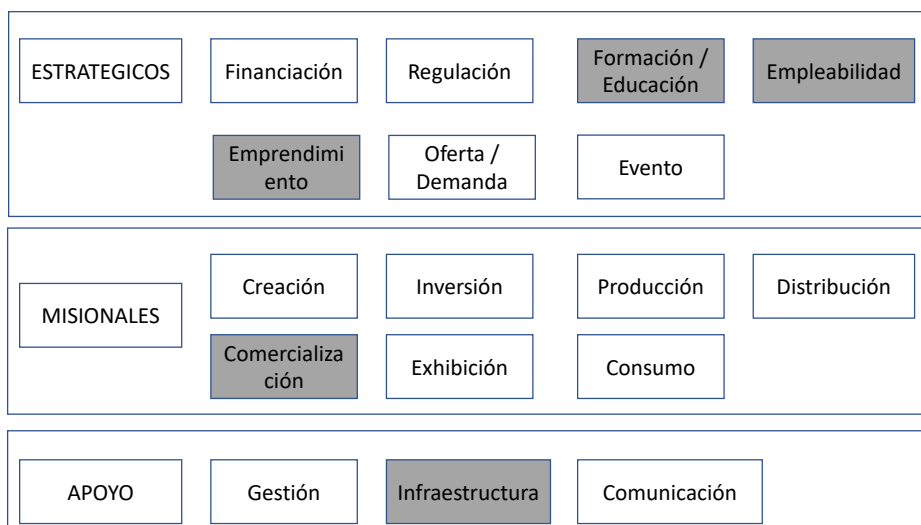 ESTRATEGICOS
Financiación
Regulación
Formación /
Educación
Empleabilidad
Emprendimi
ento
Oferta /
Demanda
Evento
MISIONALES
Creación
Inversión
Producción
Distribución
Comercializa
ción
Exhibición
Consumo
APOYO
Gestión
Infraestructura
Comunicación